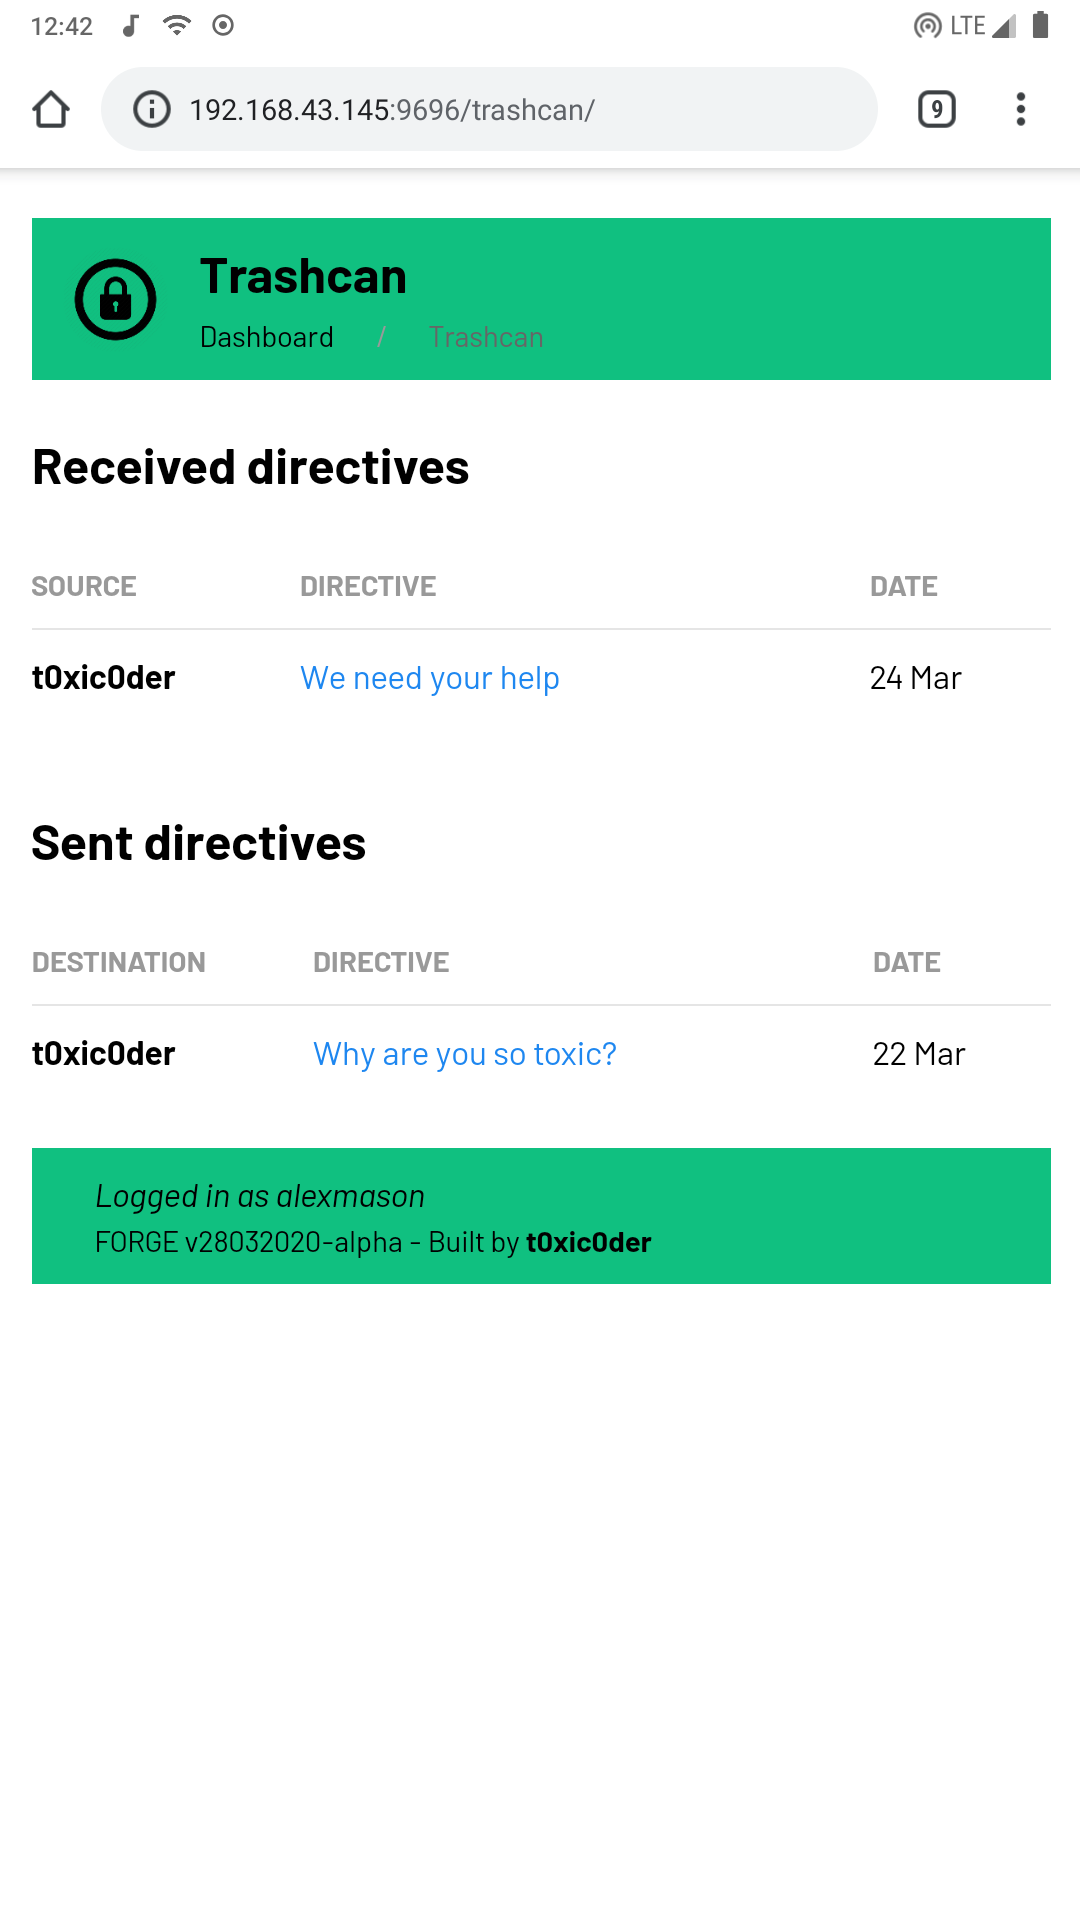 12:42 LTE
192.168.43.145:9696/trashcan/ 9
Trashcan
Dashboard / Trashcan
Received directives
SOURCE DIRECTIVE DATE
t0xic0der We need your help 24 Mar
Sent directives
DESTINATION DIRECTIVE DATE
t0xic0der Why are you so toxic? 22 Mar
Logged in as alexmason
FORGE v28032020-alpha - Built by t0xic0der